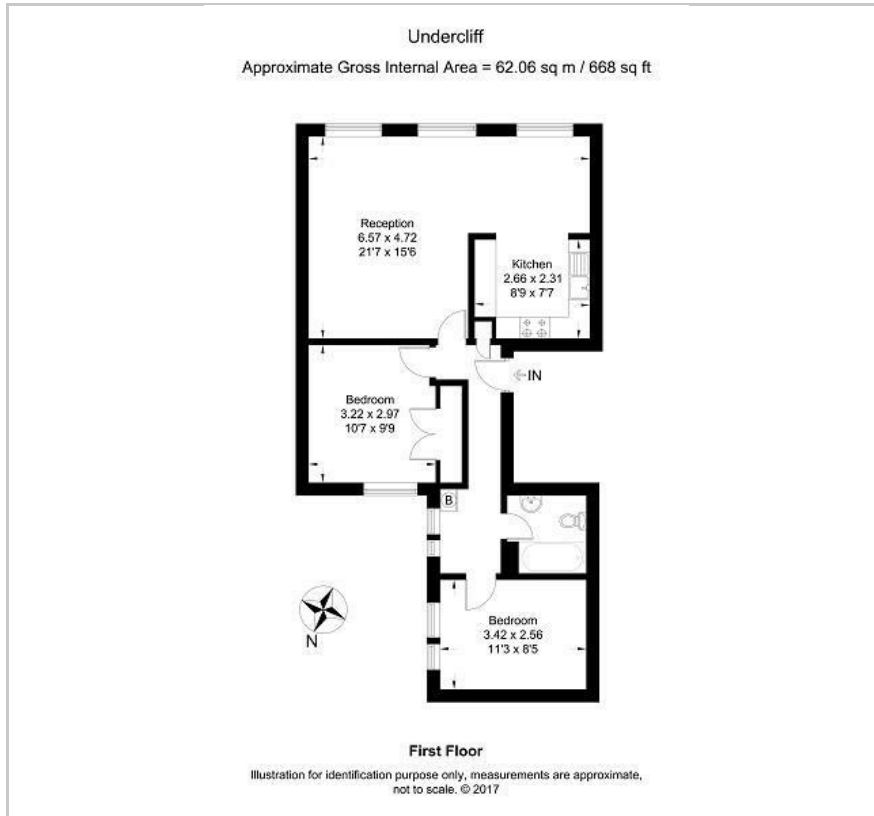 Undercliff
Approximate Gross Internal Area = 62.06 sq m / 668 sq ft
Reception
6.57 x 4.72
21'7 x 15'6
Kitchen
2.66 x 2.31
8'9 x 7'7
IN
Bedroom
3.22 x 2.97
10'7 x 9'9
B
N
Bedroom
3.42 x 2.56
11'3 x 8'5
First Floor
Illustration for identification purpose only, measurements are approximate,
not to scale. © 2017